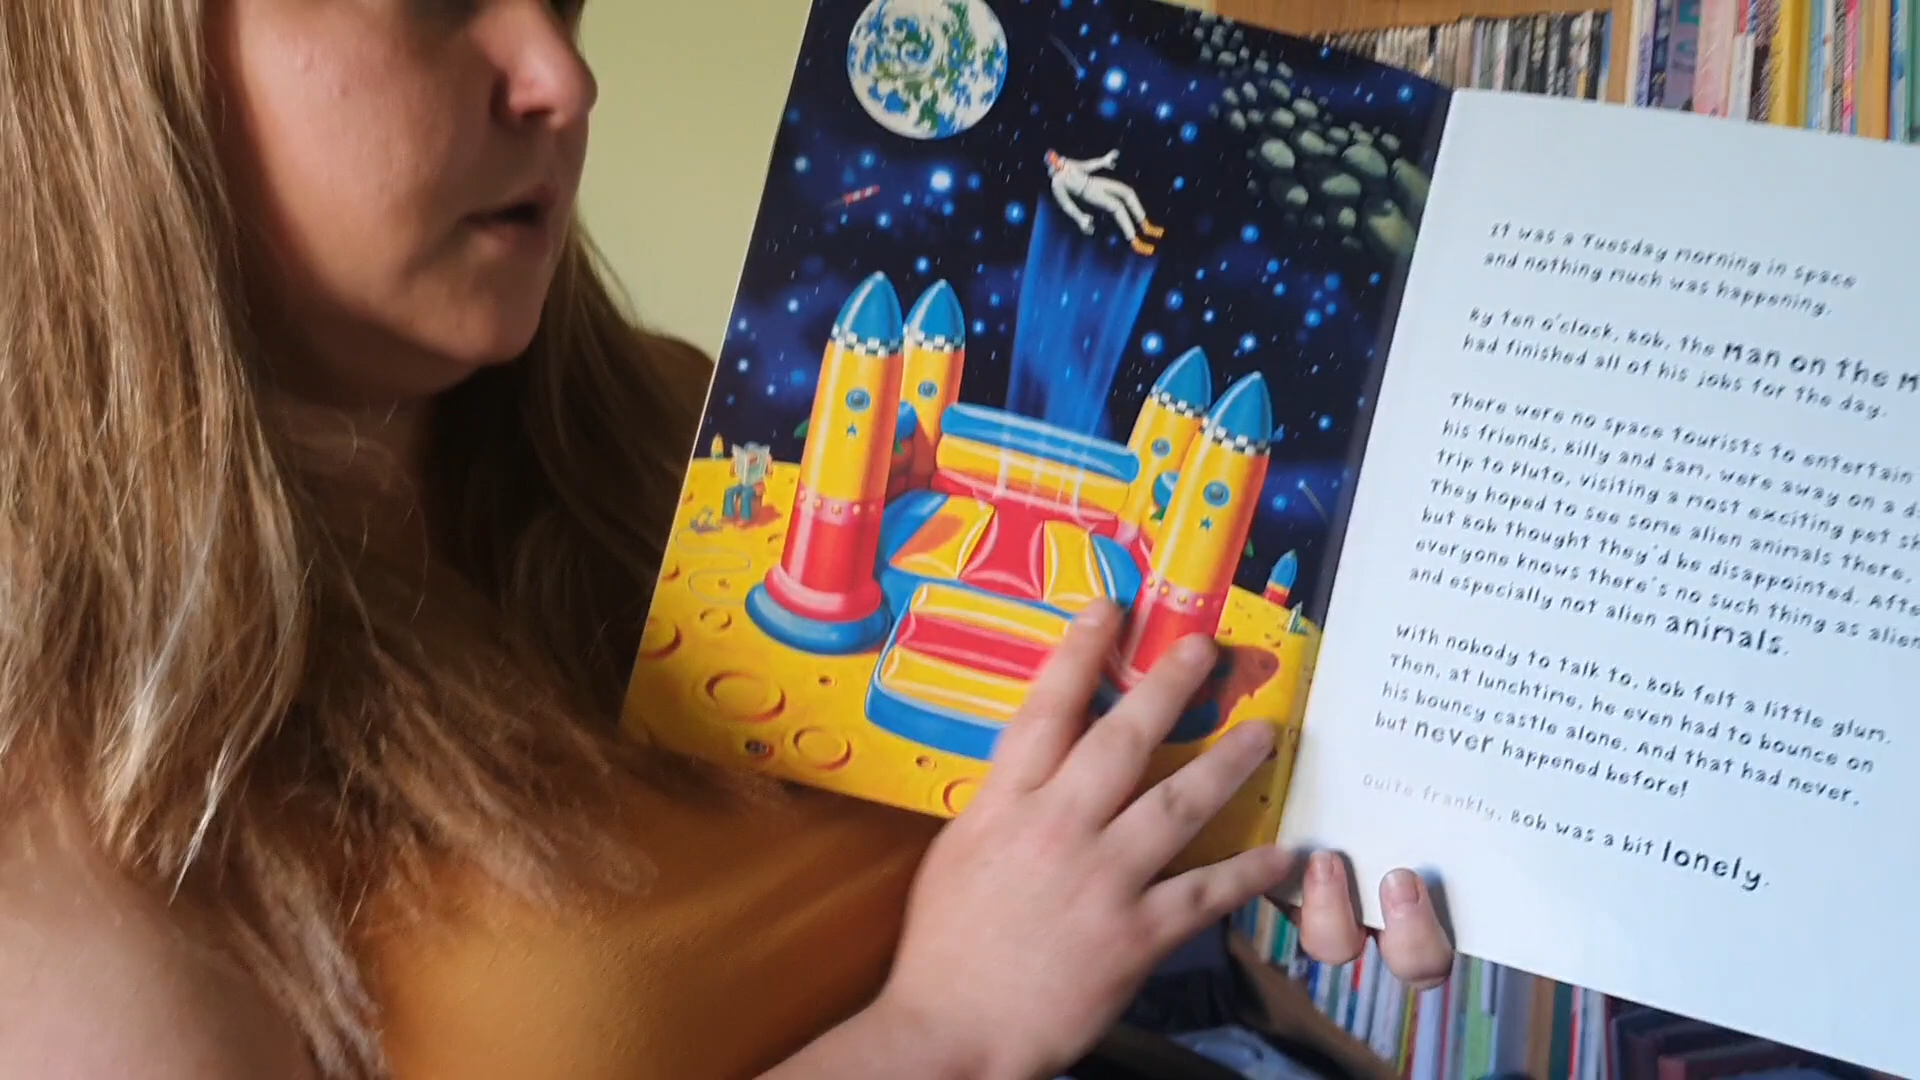 It was a Tuesday morning in space
and nothing much was happening.
By ten o'clock, Bob, the Man on the M
had finished all of his jobs for the day.
There were no space tourists to entertain
his friends, Billy and Sam, were away on a d
trip to Pluto, visiting a most exciting pet sh
They hoped to see some alien animals there,
but Bob thought they'd be disappointed. Afte
everyone knows there's no such thing as alien
and especially not alien animals.
With nobody to talk to, Bob felt a little glum.
Then, at lunchtime, he even had to bounce on
his bouncy castle alone. And that had never,
but never happened before!
Quite frankly, Bob was a bit lonely.